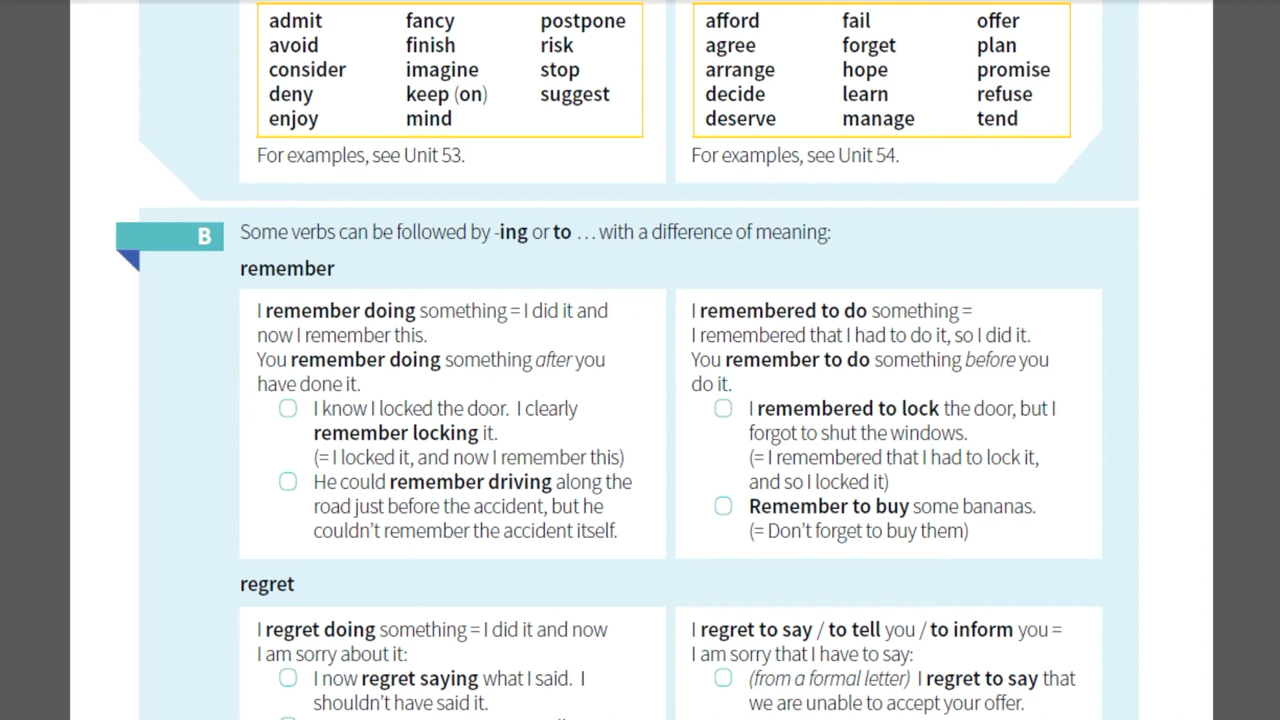 admit fancy postpone
avoid finish risk
consider imagine stop
deny keep (on) suggest
enjoy mind
For examples, see Unit 53.
afford fail offer
agree forget plan
arrange hope promise
decide learn refuse
deserve manage tend
For examples, see Unit 54.
B Some verbs can be followed by -ing or to … with a difference of meaning:
remember
I remember doing something = I did it and
now I remember this.
You remember doing something after you
have done it.
I know I locked the door. I clearly
remember locking it.
(= I locked it, and now I remember this)
He could remember driving along the
road just before the accident, but he
couldn't remember the accident itself.
I remembered to do something =
I remembered that I had to do it, so I did it.
You remember to do something before you
do it.
I remembered to lock the door, but I
forgot to shut the windows.
(= I remembered that I had to lock it,
and so I locked it)
Remember to buy some bananas.
(= Don't forget to buy them)
regret
I regret doing something = I did it and now
I am sorry about it:
I now regret saying what I said. I
shouldn't have said it.
I regret to say / to tell you / to inform you =
I am sorry that I have to say:
(from a formal letter) I regret to say that
we are unable to accept your offer.